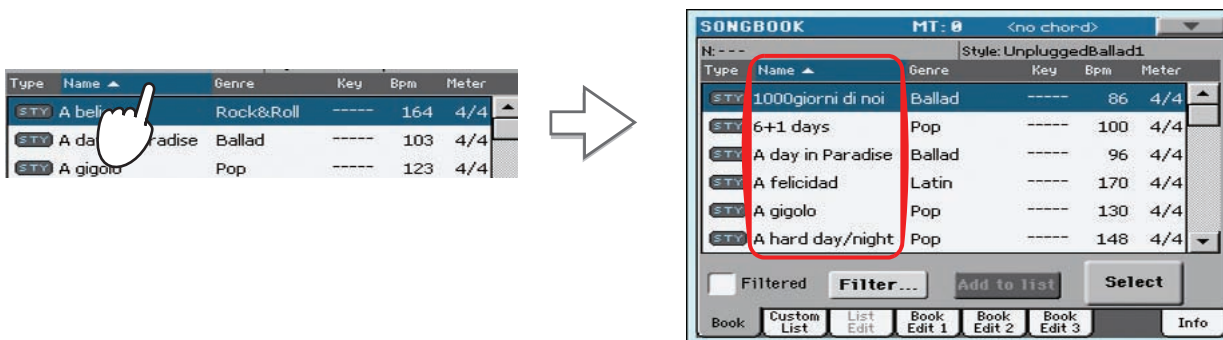 Type Name Genre Key Bpm Meter
STY A beli Rock&Roll ----- 164 4/4
STY A da radise Ballad ----- 103 4/4
STY A gigolo Pop ----- 123 4/4
SONGBOOK MT: 0 <no chord>
N: --- Style: UnpluggedBallad1
Type Name Genre Key Bpm Meter
STY 1000giorni di noi Ballad ----- 86 4/4
STY 6+1 days Pop ----- 100 4/4
STY A day in Paradise Ballad ----- 96 4/4
STY A felicidad Latin ----- 170 4/4
STY A gigolo Pop ----- 130 4/4
STY A hard day/night Pop ----- 148 4/4
Filtered Filter... Add to list Select
Book Custom List List Edit Book Edit 1 Book Edit 2 Book Edit 3 Info